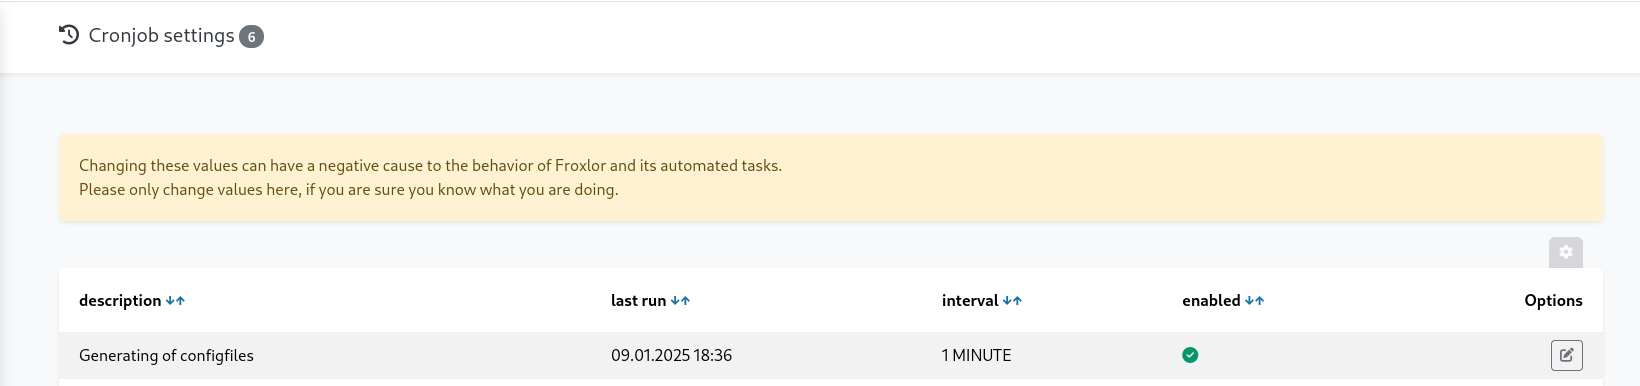 Cronjob settings 6
Changing these values can have a negative cause to the behavior of Froxlor and its automated tasks.
Please only change values here, if you are sure you know what you are doing.
description last run interval enabled Options
Generating of configfiles 09.01.2025 18:36 1 MINUTE